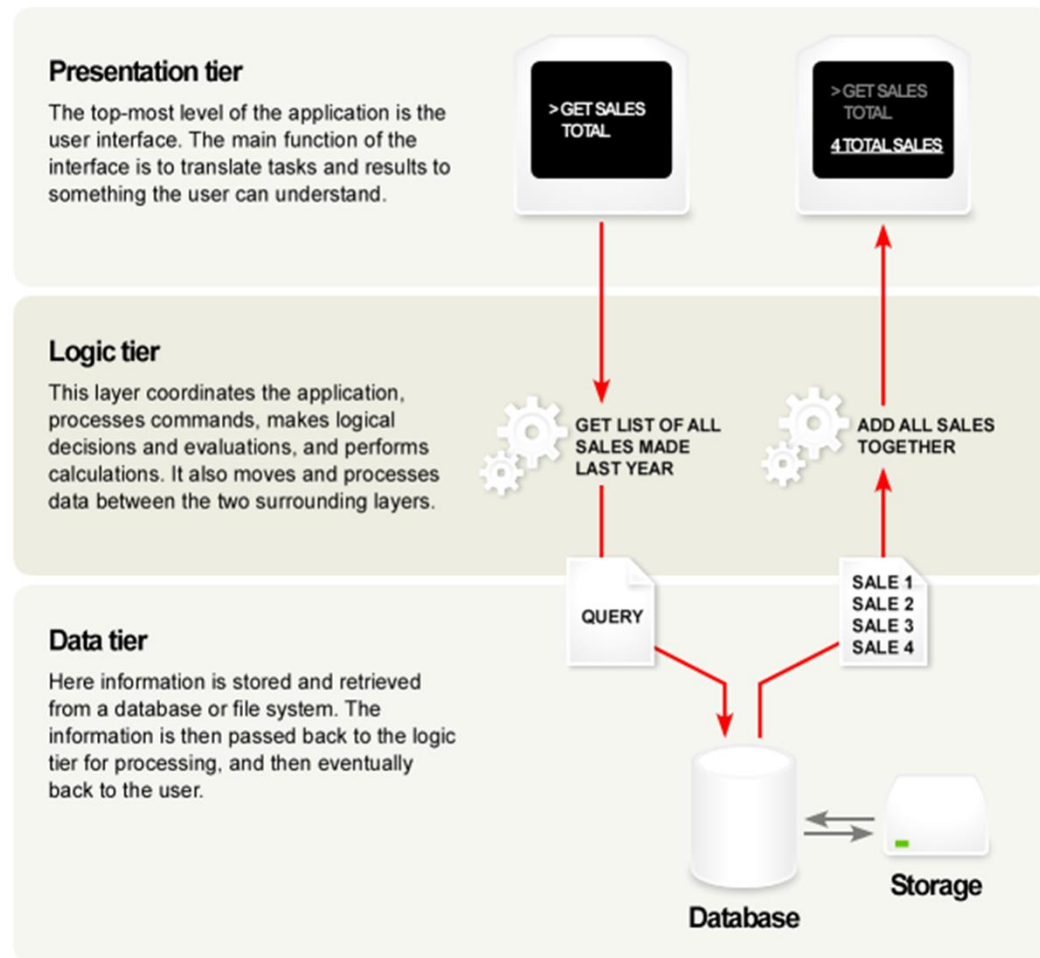 Presentation tier
The top-most level of the application is the
user interface. The main function of the
interface is to translate tasks and results to
something the user can understand.
>GET SALES
TOTAL
>GET SALES
TOTAL
4 TOTAL SALES
Logic tier
This layer coordinates the application,
processes commands, makes logical
decisions and evaluations, and performs
calculations. It also moves and processes
data between the two surrounding layers.
GET LIST OF ALL
SALES MADE
LAST YEAR
ADD ALL SALES
TOGETHER
QUERY
SALE 1
SALE 2
SALE 3
SALE 4
Data tier
Here information is stored and retrieved
from a database or file system. The
information is then passed back to the logic
tier for processing, and then eventually
back to the user.
Database
Storage